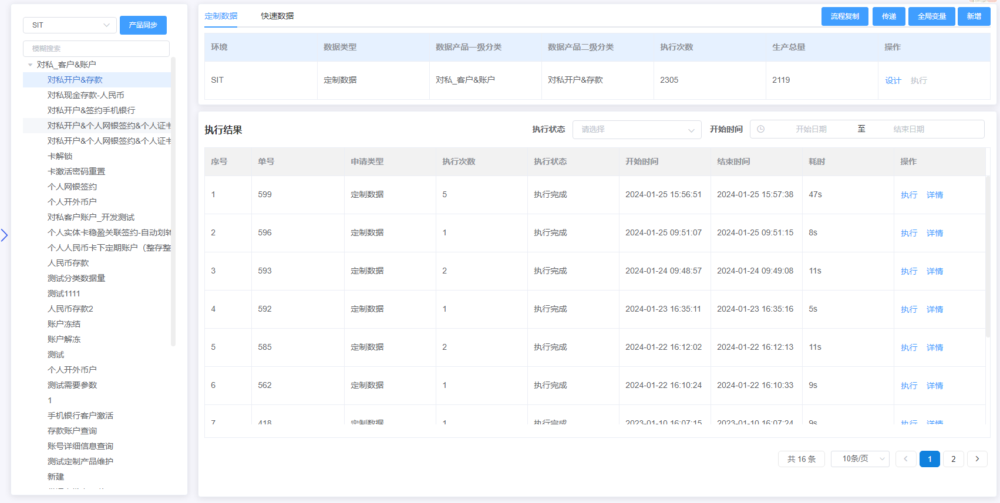 SIT
产品同步
模糊搜索
对私_客户&账户
对私开户&存款
对私现金存款-人民币
对私开户&签约手机银行
对私开户&个人网银签约&个人证书
对私开户&个人网银签约&个人证书
卡解锁
卡激活密码重置
个人网银签约
个人开外币户
对私客户账户_开发测试
个人实体卡稳盈关联签约-自动划转
个人人民币卡下定期账户（整存整
人民币存款
测试分类数据量
测试1111
人民币存款2
账户冻结
账户解冻
测试
个人开外币户
测试需要参数
1
手机银行客户激活
存款账户查询
账号详细信息查询
测试定制产品维护
新建
定制数据 快速数据 流程复制 传递 全局变量 新增
环境 数据类型 数据产品一级分类 数据产品二级分类 执行次数 生产总量 操作
SIT 定制数据 对私_客户&账户 对私开户&存款 2305 2119 设计 执行
执行结果 执行状态 请选择 开始时间 开始日期 至 结束日期
序号 单号 申请类型 执行次数 执行状态 开始时间 结束时间 耗时 操作
1 599 定制数据 5 执行完成 2024-01-25 15:56:51 2024-01-25 15:57:38 47s 执行 详情
2 596 定制数据 1 执行完成 2024-01-25 09:51:07 2024-01-25 09:51:15 8s 执行 详情
3 593 定制数据 2 执行完成 2024-01-24 09:48:57 2024-01-24 09:49:08 11s 执行 详情
4 592 定制数据 1 执行完成 2024-01-23 16:35:11 2024-01-23 16:35:16 5s 执行 详情
5 585 定制数据 2 执行完成 2024-01-22 16:12:02 2024-01-22 16:12:13 11s 执行 详情
6 562 定制数据 1 执行完成 2024-01-22 16:10:24 2024-01-22 16:10:33 9s 执行 详情
7 418 定制数据 1 执行完成 2023-01-10 16:07:15 2023-01-10 16:07:24 9s 执行 详情
共 16 条 10条/页 1 2